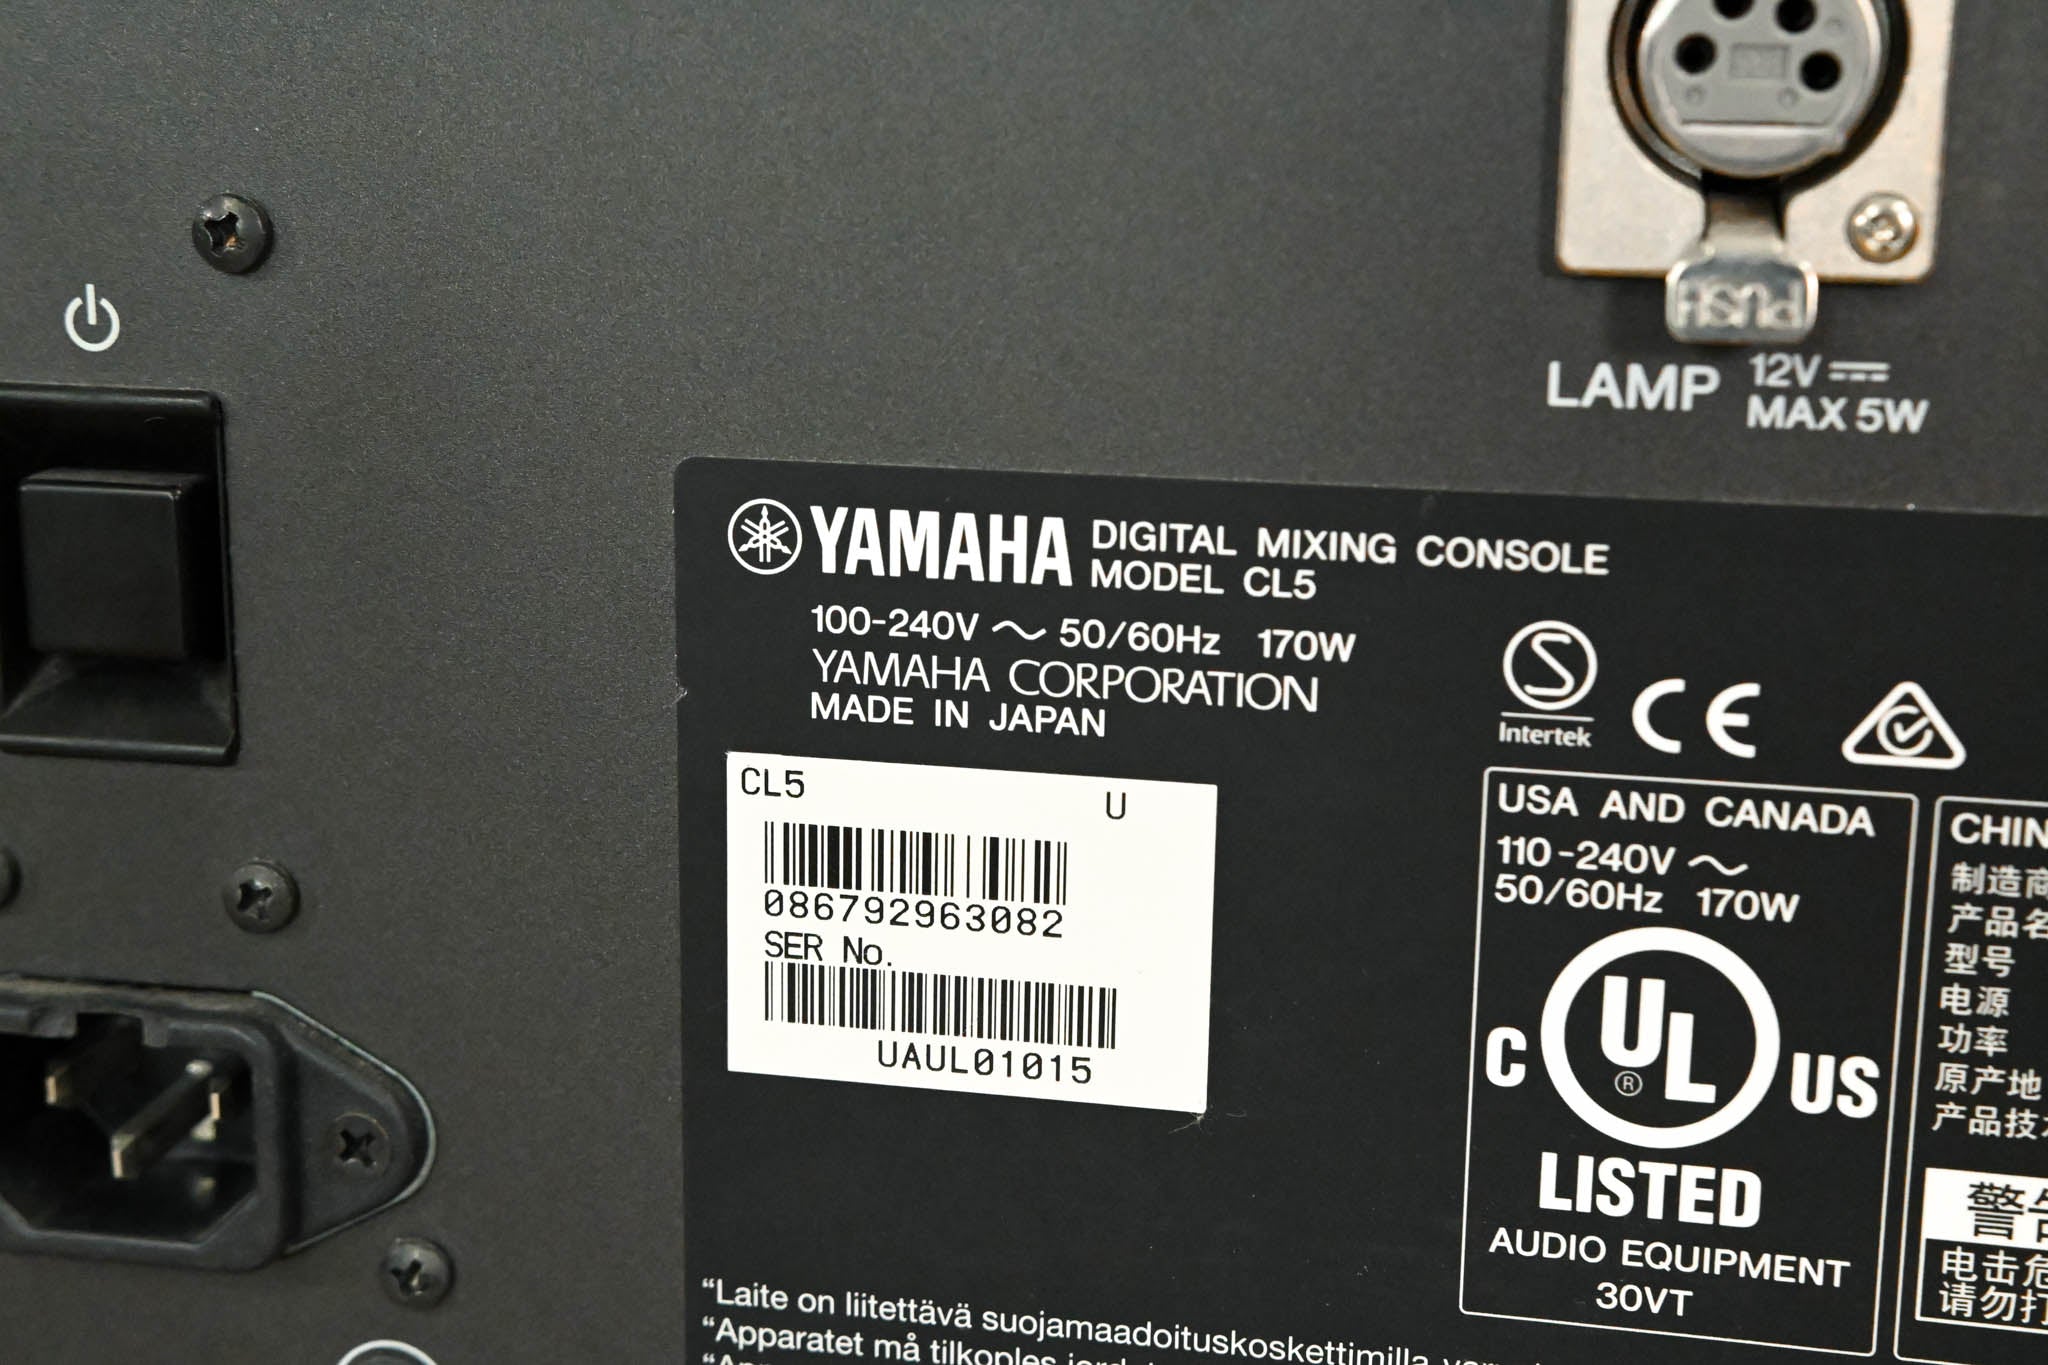 PUSH
LAMP 12V
MAX 5W
YAMAHA DIGITAL MIXING CONSOLE
MODEL CL5
100-240V ~ 50/60Hz 170W
YAMAHA CORPORATION
MADE IN JAPAN
Intertek
CE
CL5 U
086792963082
SER No.
UAUL01015
USA AND CANADA
110-240V ~
50/60Hz 170W
C UL® US
LISTED
AUDIO EQUIPMENT
30VT
CHIN
制造商
产品名
型号
电源
功率
原产地
产品技
警告
电击危
请勿打
“Laite on liitettävä suojamaadoituskoskettimilla
“Apparatet må tilkoples